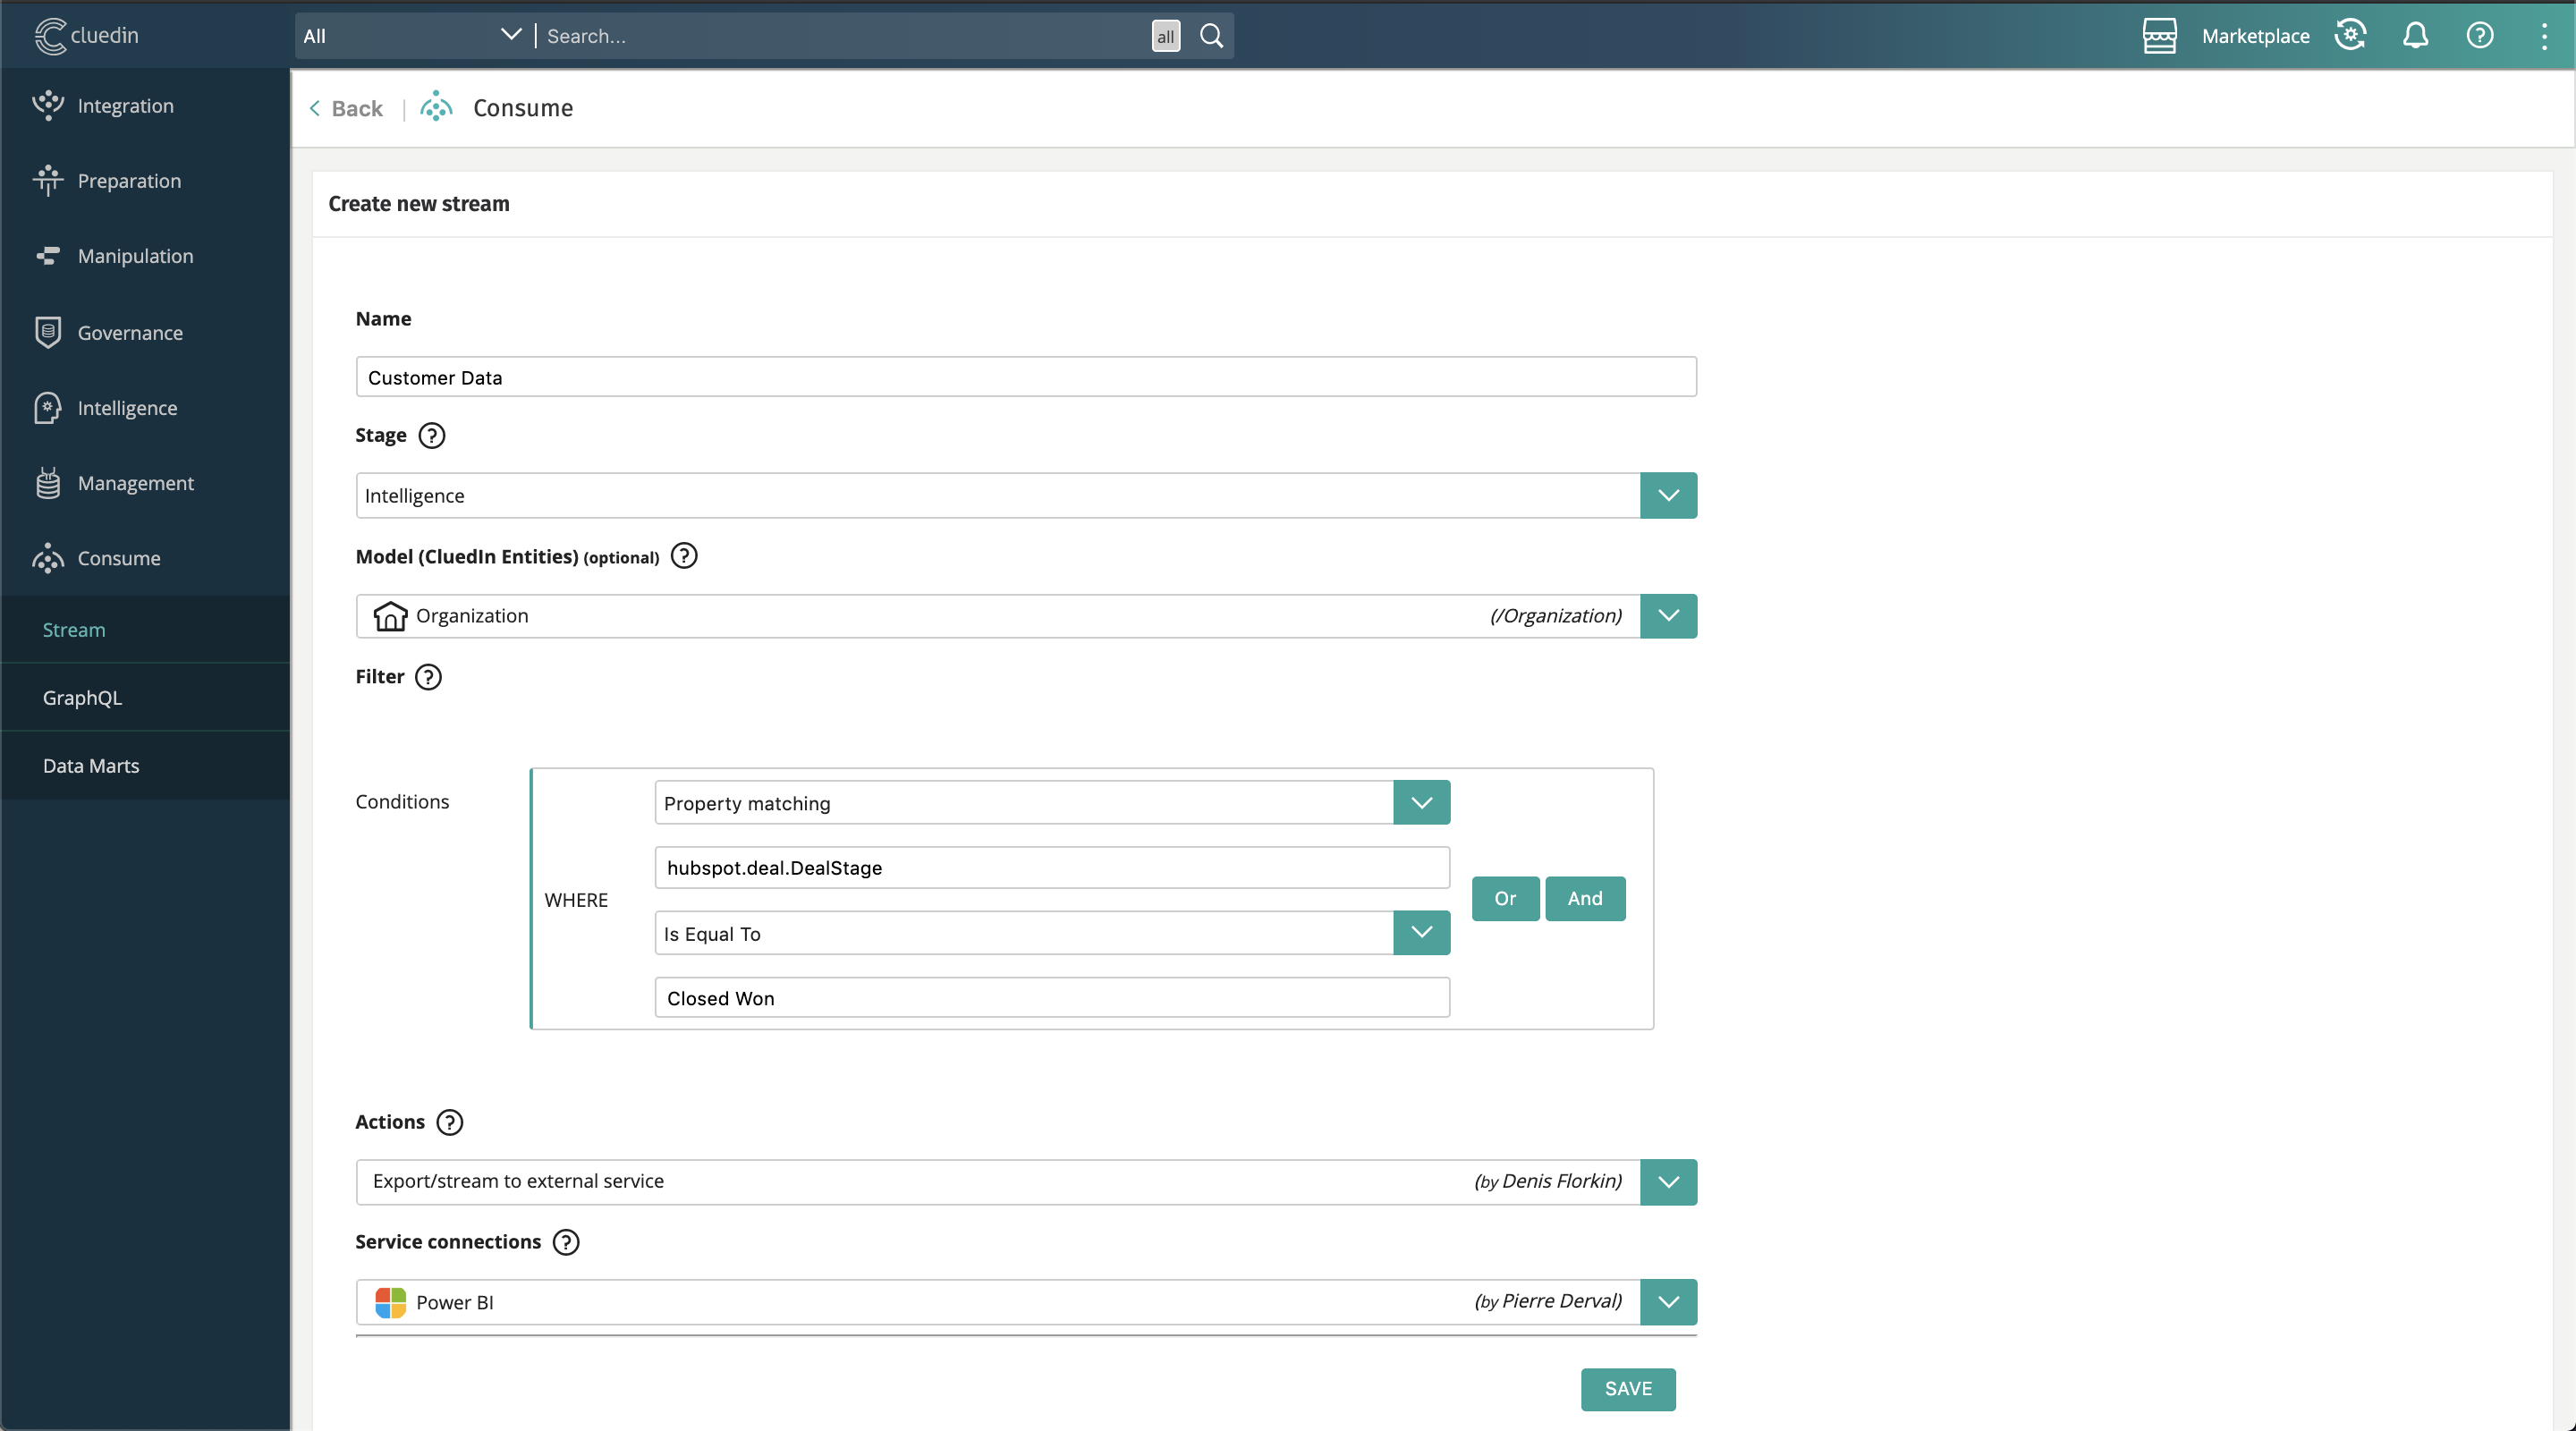 cluedin
All
Search...
all
Marketplace
Integration
Preparation
Manipulation
Governance
Intelligence
Management
Consume
Stream
GraphQL
Data Marts
Back
Consume
Create new stream
Name
Customer Data
Stage ?
Intelligence
Model (CluedIn Entities) (optional) ?
Organization (/Organization)
Filter ?
Conditions
WHERE
Property matching
hubspot.deal.DealStage
Is Equal To
Closed Won
Or And
Actions ?
Export/stream to external service (by Denis Florkin)
Service connections ?
Power BI (by Pierre Derval)
SAVE